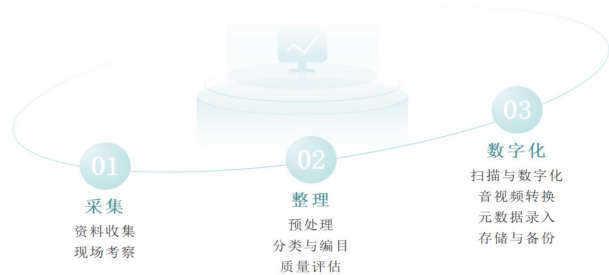 01
采集
资料收集
现场考察
02
整理
预处理
分类与编目
质量评估
03
数字化
扫描与数字化
音视频转换
元数据录入
存储与备份